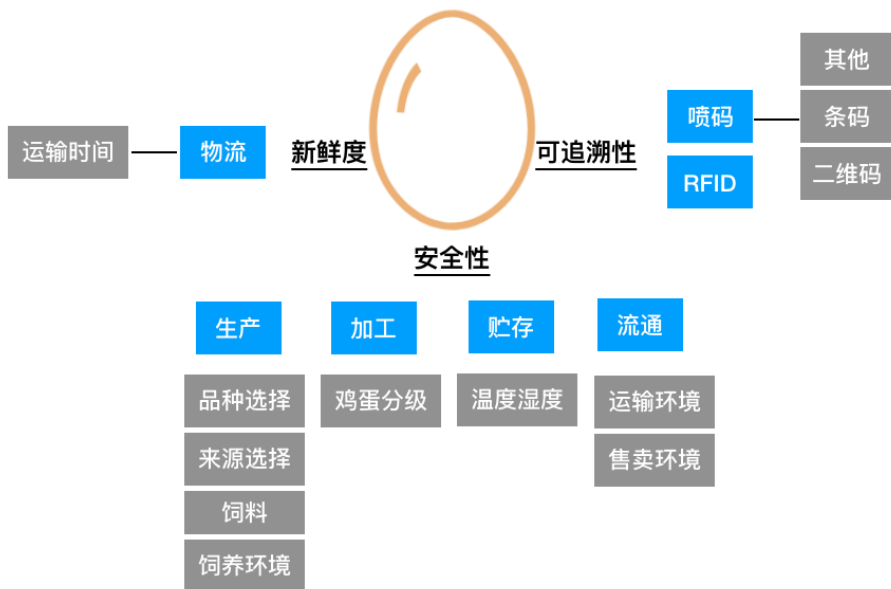 其他
喷码
条码
运输时间
物流
新鲜度
可追溯性
RFID
二维码
安全性
生产
加工
贮存
流通
品种选择
鸡蛋分级
温度湿度
运输环境
来源选择
售卖环境
饲料
饲养环境